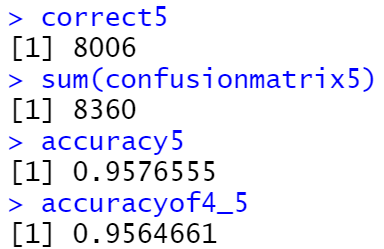 > correct5
[1] 8006
> sum(confusionmatrix5)
[1] 8360
> accuracy5
[1] 0.9576555
> accuracyof4_5
[1] 0.9564661